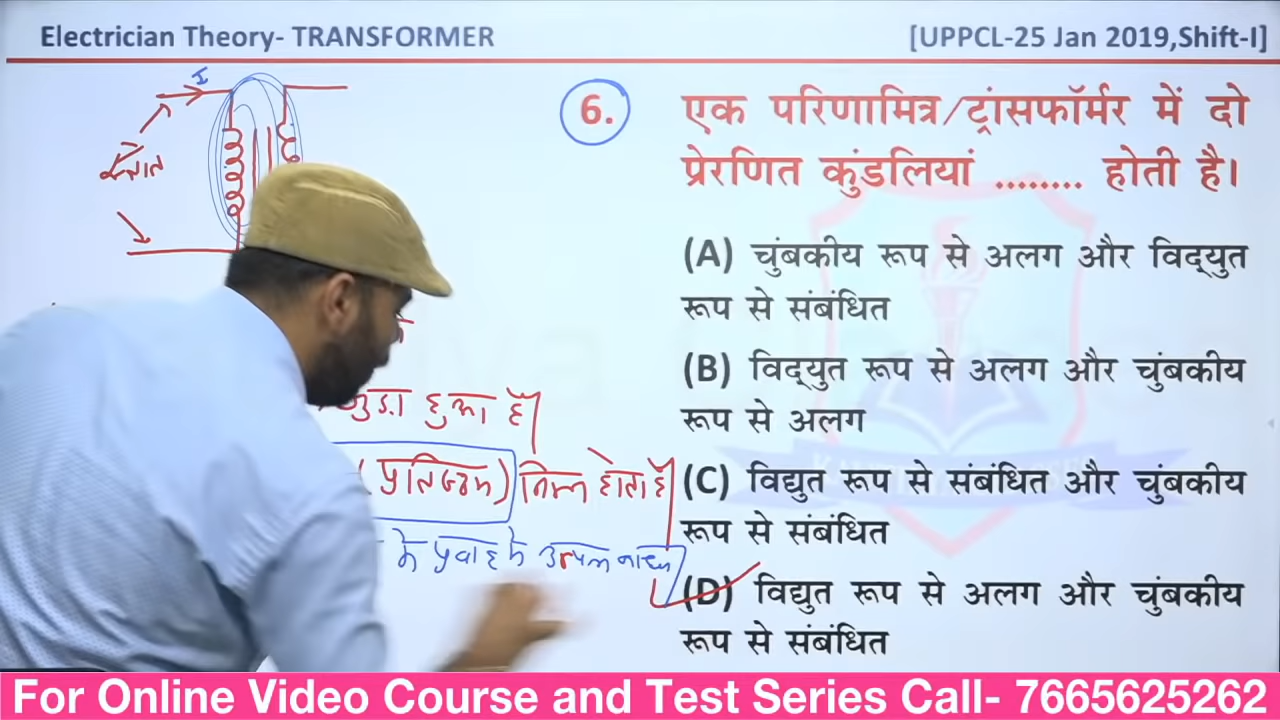 Electrician Theory- TRANSFORMER
[UPPCL-25 Jan 2019,Shift-I]
I
6.
एक परिणामित्र/ट्रांसफॉर्मर में दो
प्रेरणित कुंडलियां ........ होती है।
(A) चुंबकीय रूप से अलग और विद्‌युत
रूप से संबंधित
(B) विद्‌युत रूप से अलग और चुंबकीय
रूप से अलग
(C) विद्युत रूप से संबंधित और चुंबकीय
रूप से संबंधित
(D) विद्युत रूप से अलग और चुंबकीय
रूप से संबंधित
जुड़ा हुआ है|
निम्न होता है|
के प्रवाह के
For Online Video Course and Test Series Call- 7665625262